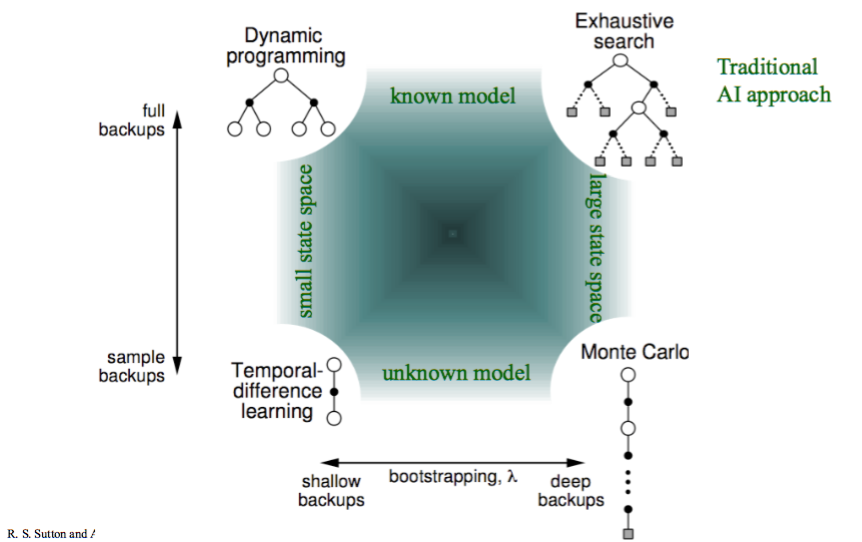 Dynamic
programming
Exhaustive
search
Traditional
AI approach
known model
full
backups
small state space
large state space
sample
backups
Temporal-
difference
learning
unknown model
Monte Carlo
bootstrapping, λ
shallow
backups
deep
backups
R. S. Sutton and